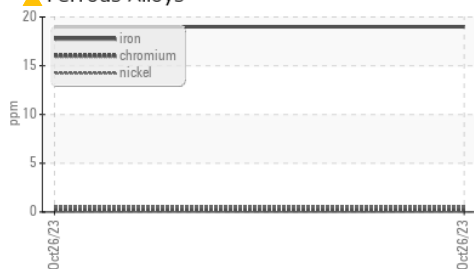 Ferrous Alloys
20
15
10
5
0
ppm
iron
chromium
nickel
Oct26/23
Oct26/23